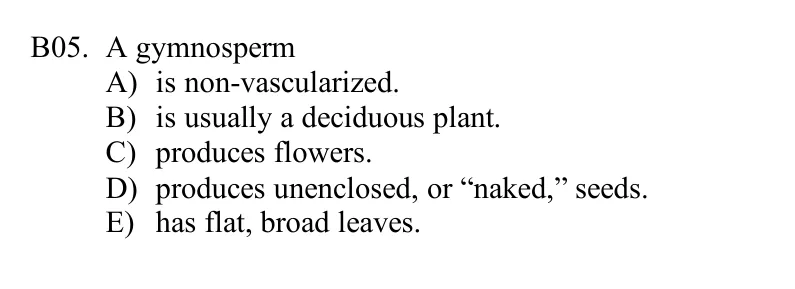 B05. A gymnosperm
A) is non-vascularized.
B) is usually a deciduous plant.
C) produces flowers.
D) produces unenclosed, or “naked,” seeds.
E) has flat, broad leaves.